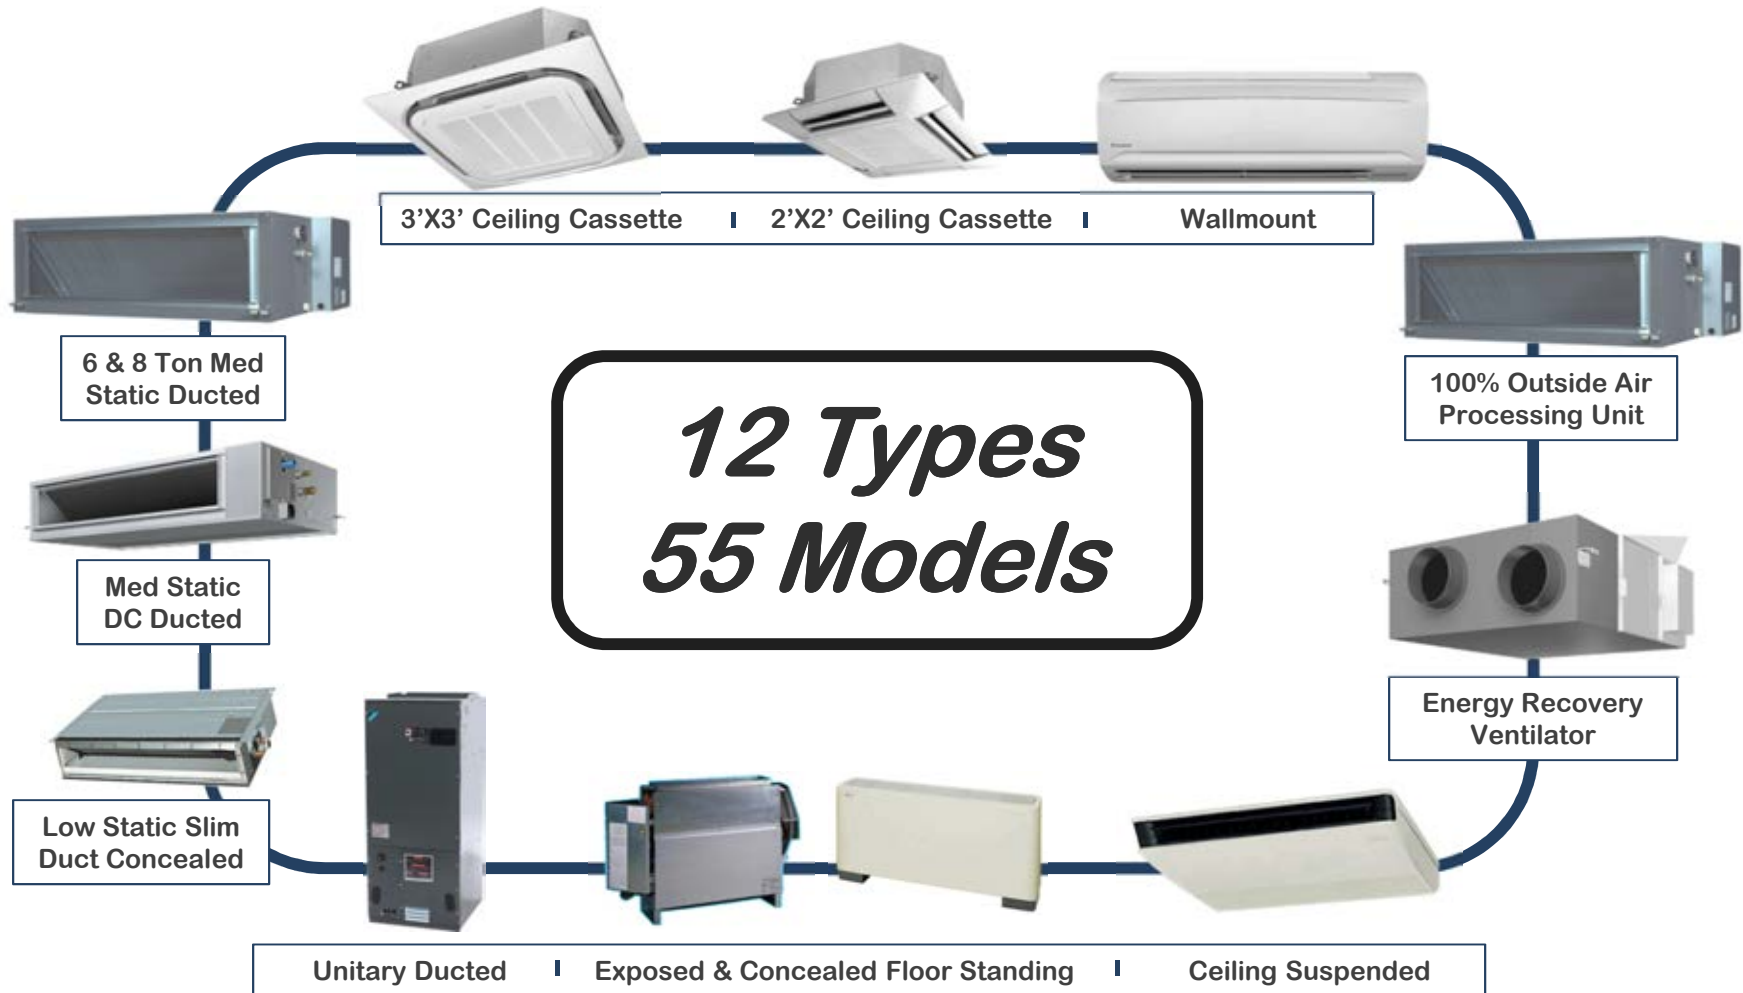 3’X3’ Ceiling Cassette
2’X2’ Ceiling Cassette
Wallmount
6 & 8 Ton Med
Static Ducted
100% Outside Air
Processing Unit
12 Types
55 Models
Med Static
DC Ducted
Energy Recovery
Ventilator
Low Static Slim
Duct Concealed
Unitary Ducted
Exposed & Concealed Floor Standing
Ceiling Suspended